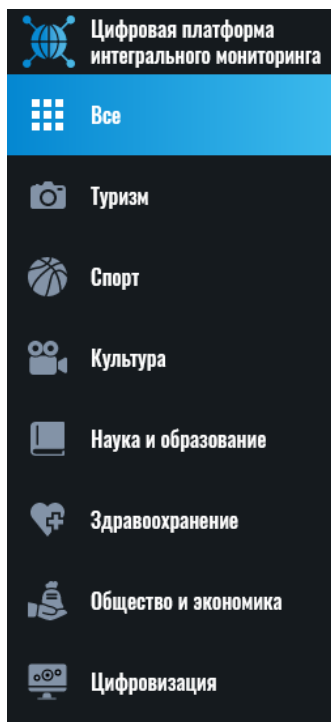 Цифровая платформа
интегрального мониторинга
Все
Туризм
Спорт
Культура
Наука и образование
Здравоохранение
Общество и экономика
Цифровизация